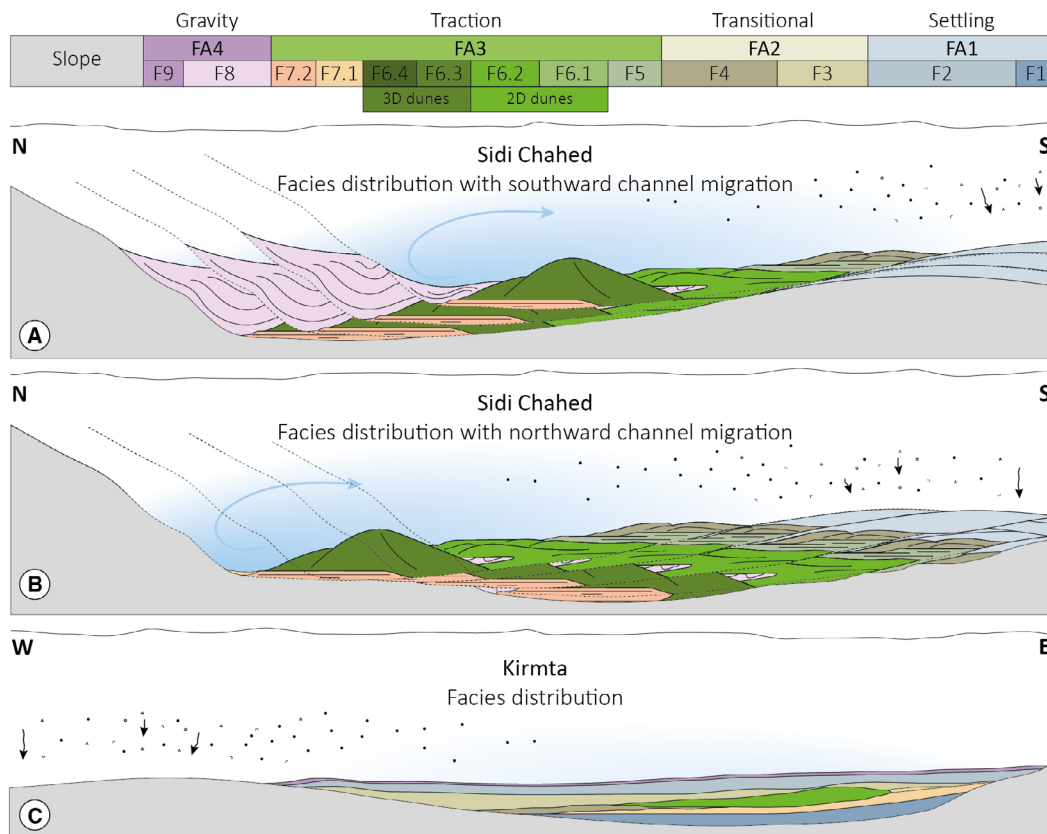 Gravity Traction Transitional Settling
Slope FA4 FA3 FA2 FA1
F9 F8 F7.2 F7.1 F6.4 F6.3 F6.2 F6.1 F5 F4 F3 F2 F1
3D dunes 2D dunes
N S
Sidi Chahed
Facies distribution with southward channel migration
A
N S
Sidi Chahed
Facies distribution with northward channel migration
B
W E
Kirmta
Facies distribution
C